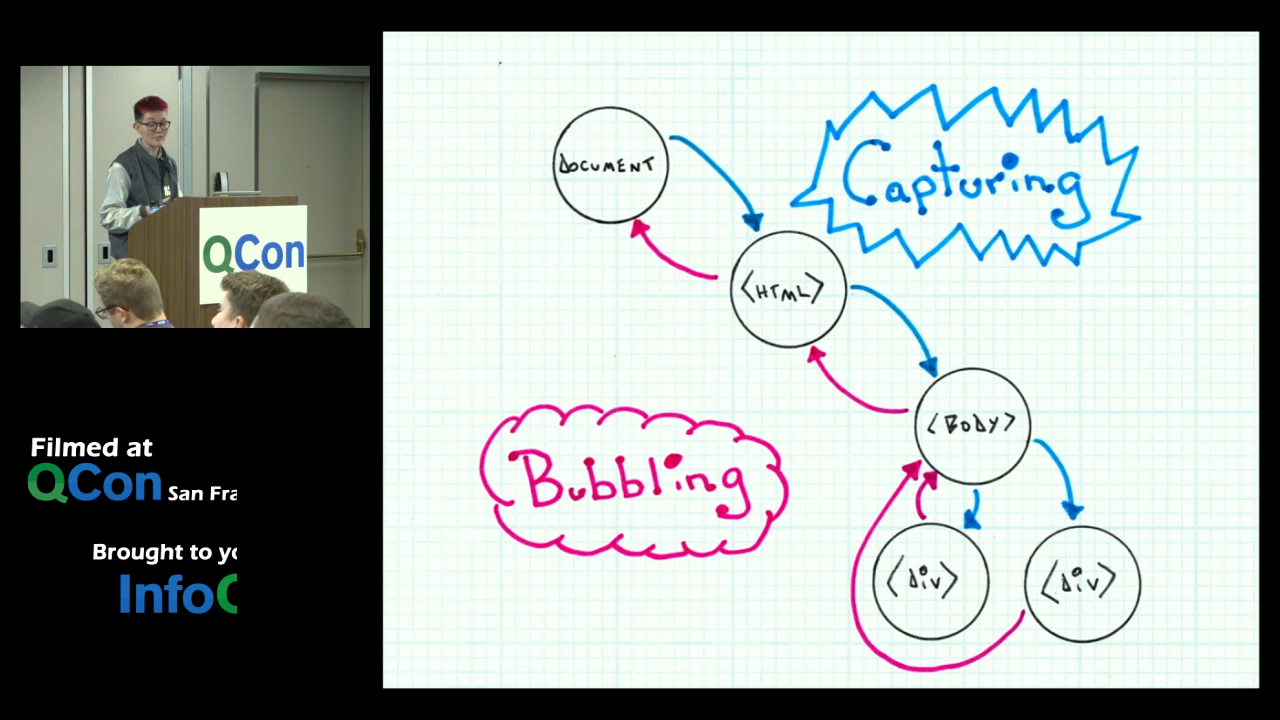 QCon
Filmed at
QCon San Fra
Brought to yo
Info
DOCUMENT
Capturing
<HTML>
<BODY>
Bubbling
<div>
<div>